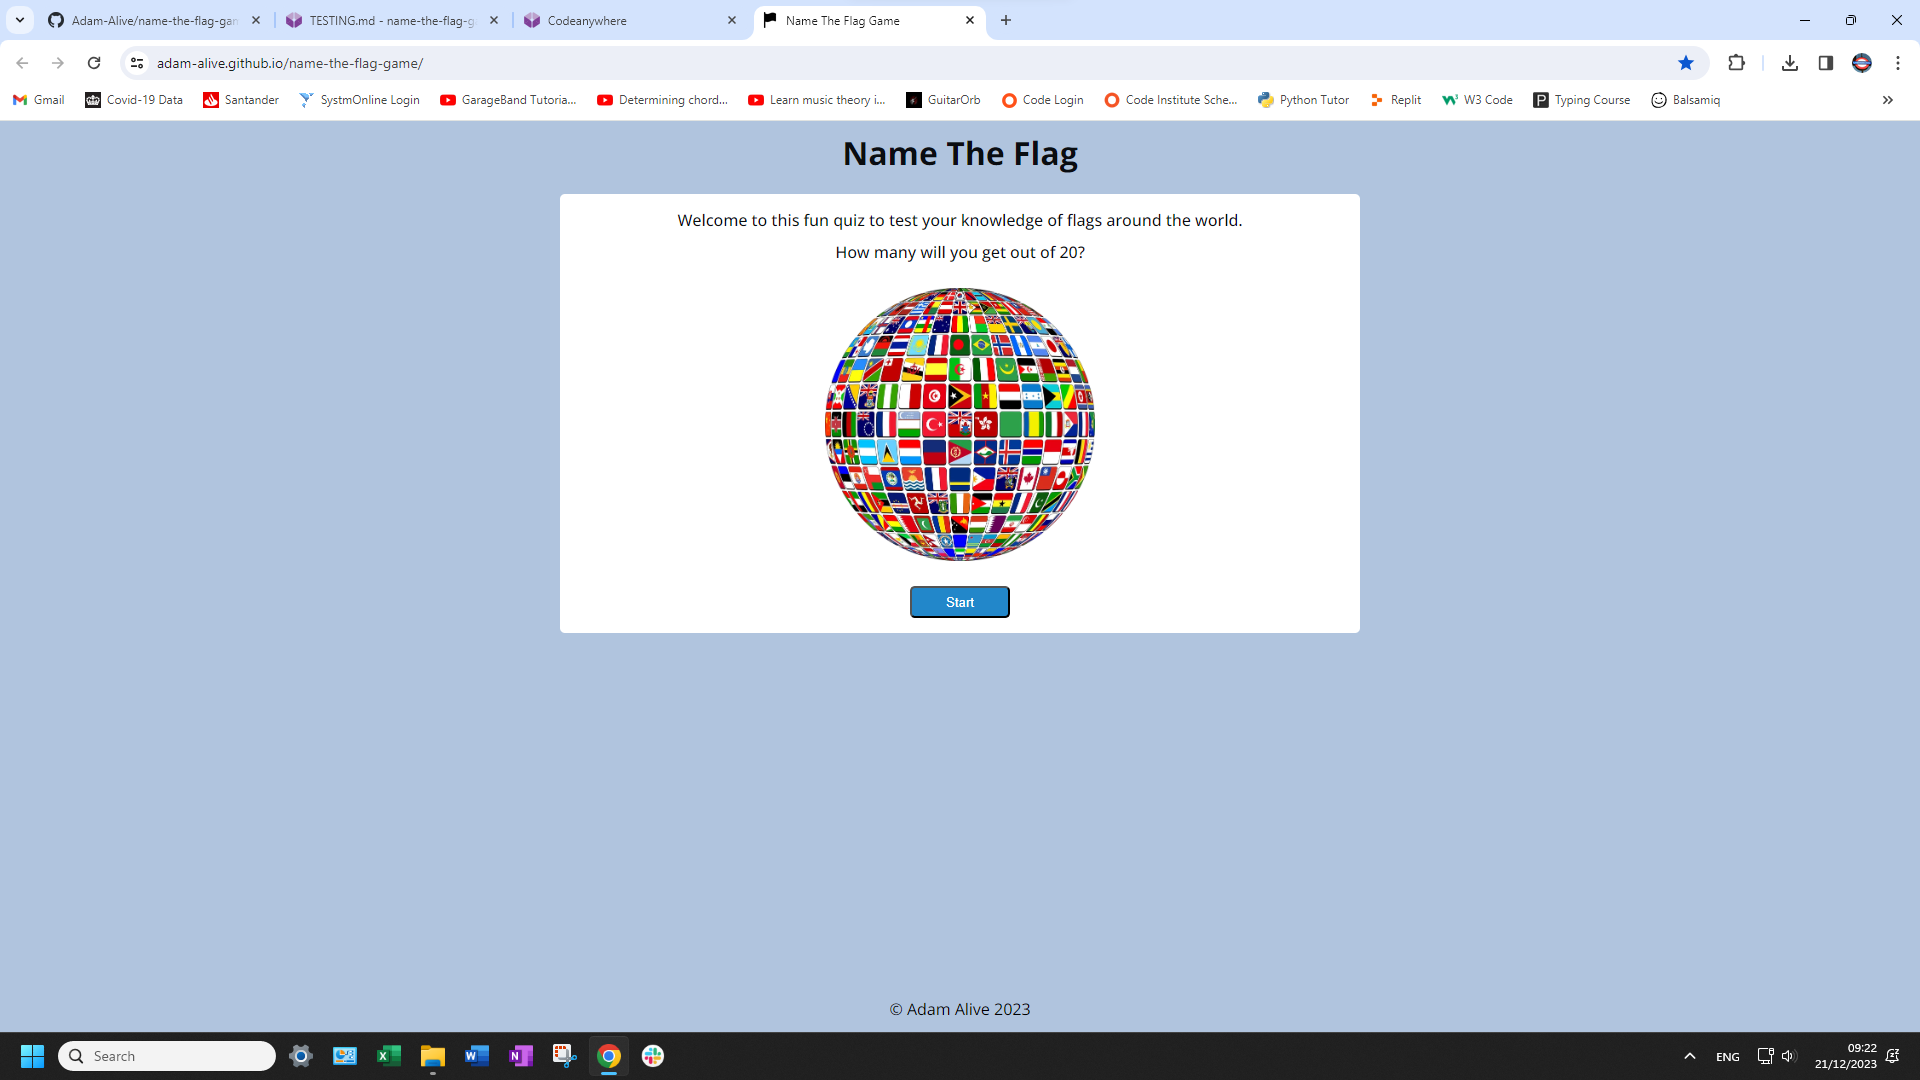 Adam-Alive/name-the-flag-gan
TESTING.md - name-the-flag-g
Codeanywhere
Name The Flag Game
adam-alive.github.io/name-the-flag-game/
Gmail
Covid-19 Data
Santander
SystmOnline Login
GarageBand Tutoria...
Determining chord...
Learn music theory i...
GuitarOrb
Code Login
Code Institute Sche...
Python Tutor
Replit
W3 Code
Typing Course
Balsamiq
Name The Flag
Welcome to this fun quiz to test your knowledge of flags around the world.
How many will you get out of 20?
Start
© Adam Alive 2023
Search
ENG
09:22
21/12/2023